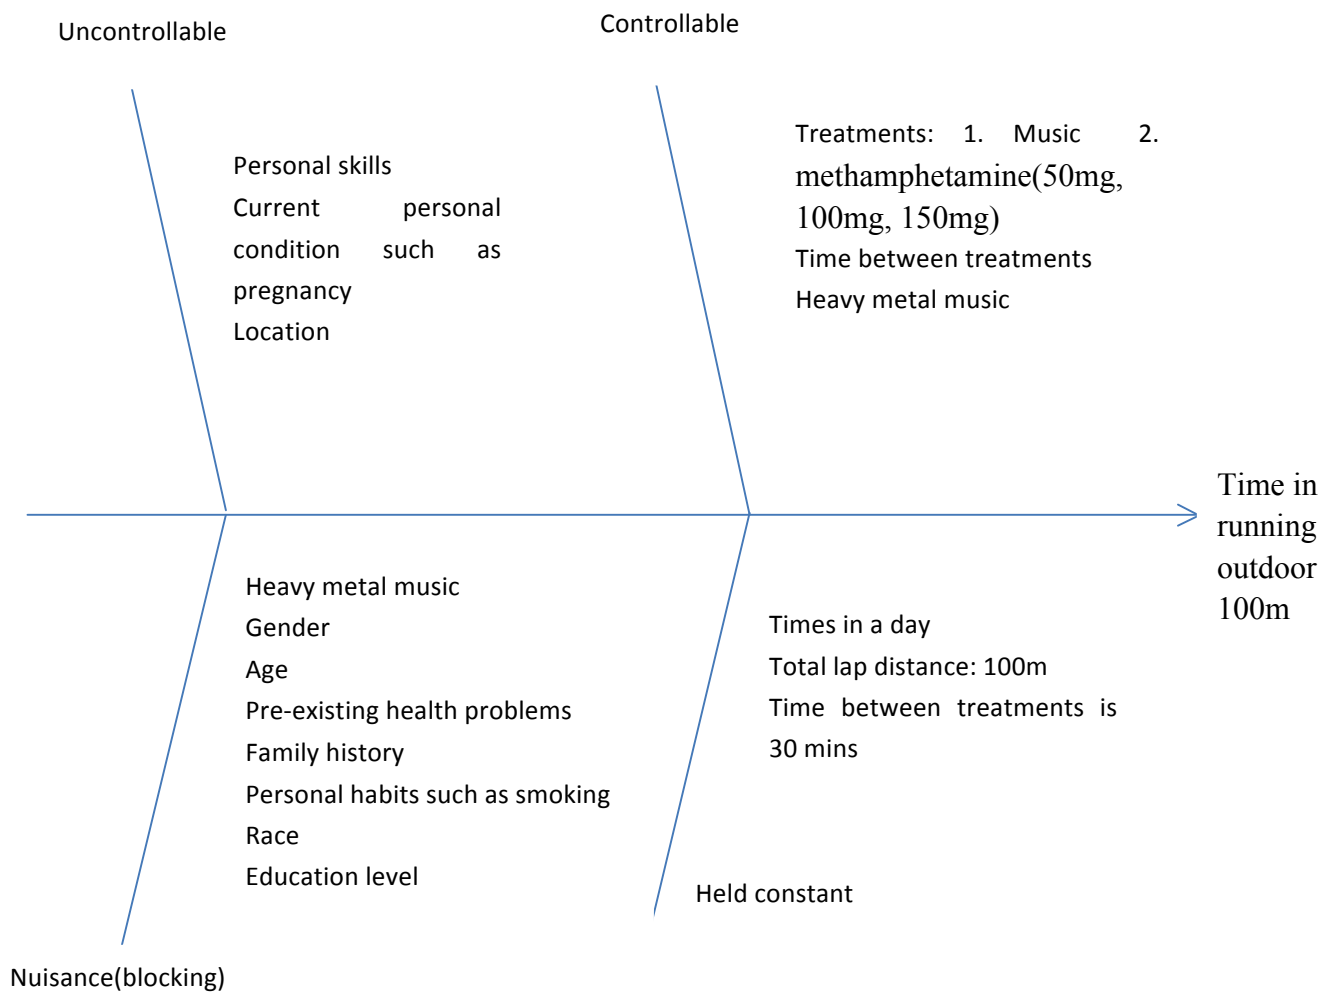 Uncontrollable
Controllable
Personal skills
Current personal
condition such as
pregnancy
Location
Treatments: 1. Music 2.
methamphetamine(50mg,
100mg, 150mg)
Time between treatments
Heavy metal music
Time in
running
outdoor
100m
Heavy metal music
Gender
Age
Pre-existing health problems
Family history
Personal habits such as smoking
Race
Education level
Times in a day
Total lap distance: 100m
Time between treatments is
30 mins
Held constant
Nuisance(blocking)